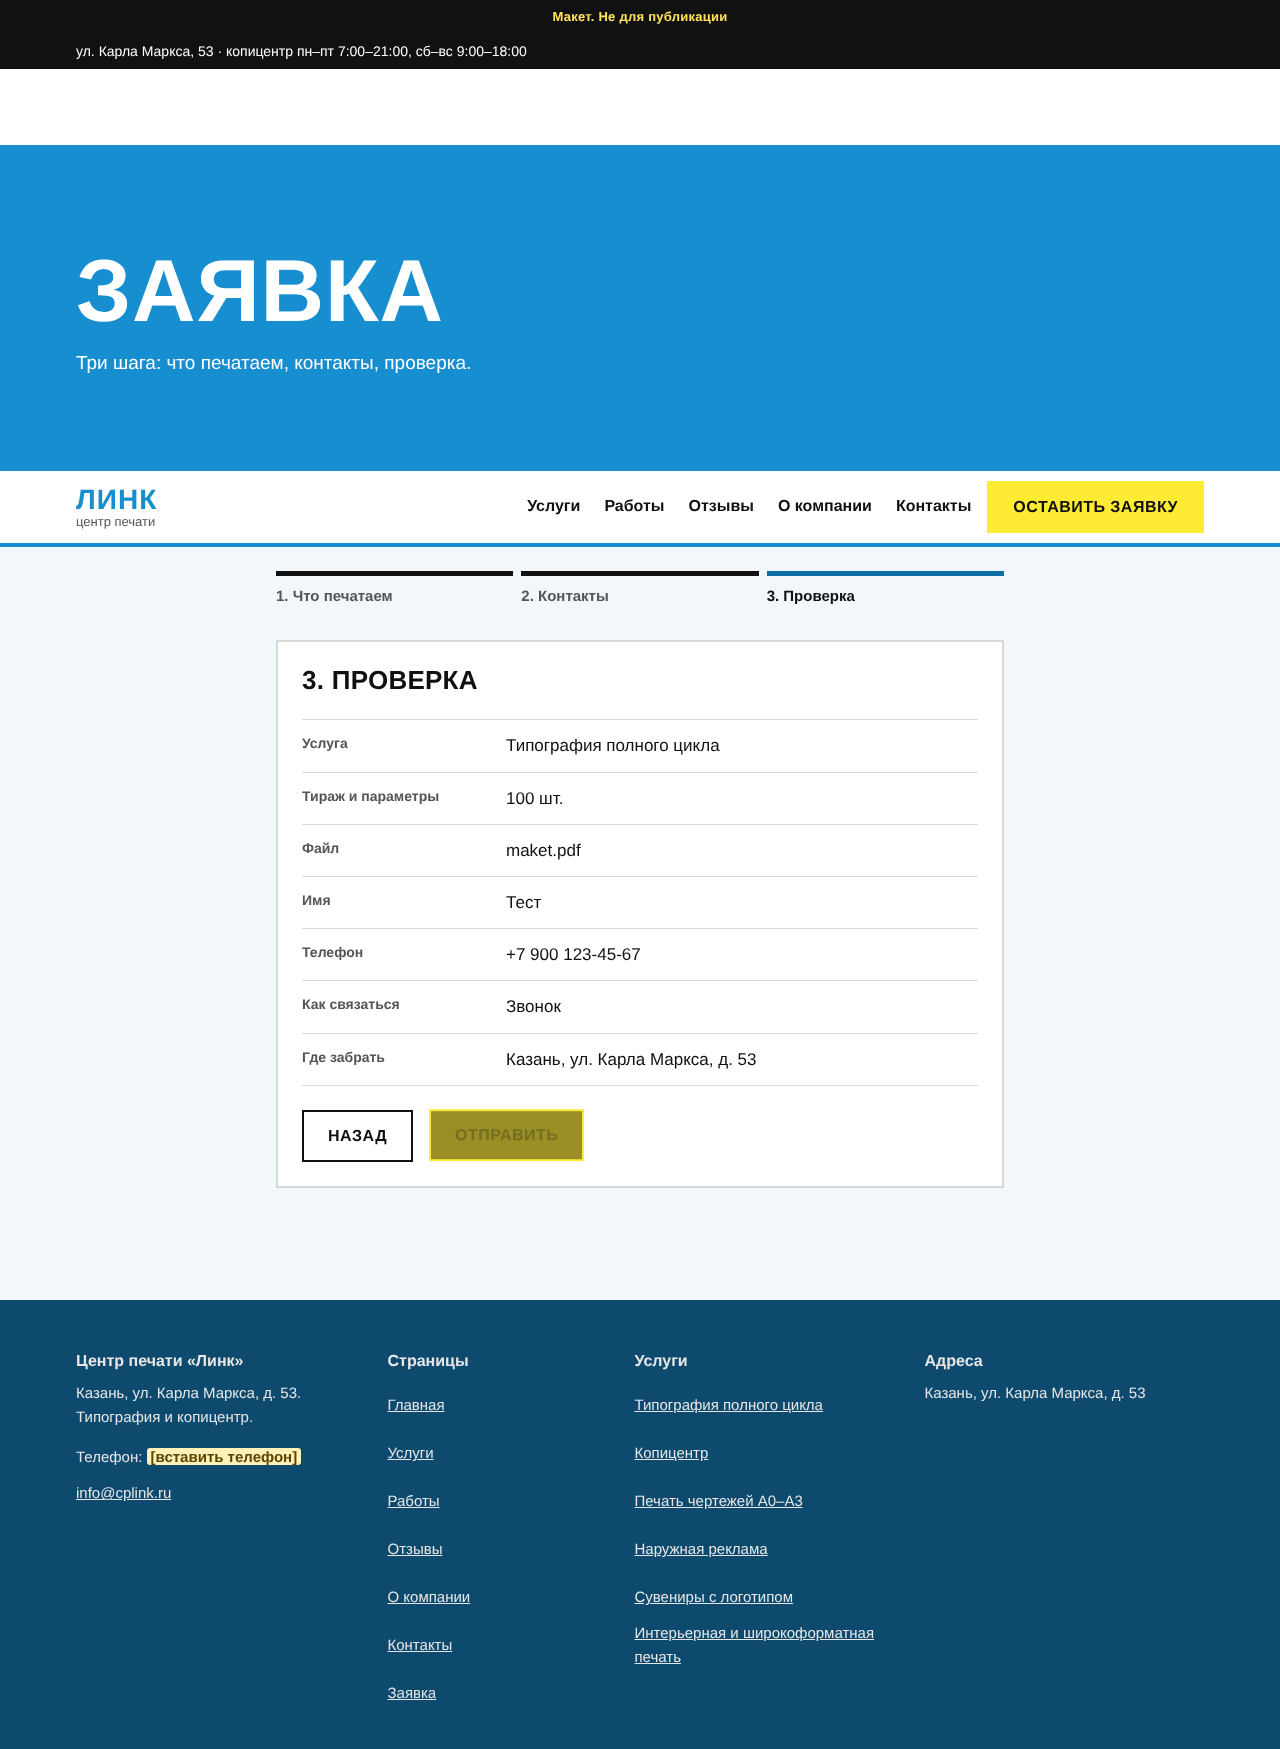 Макет. Не для публикации
ул. Карла Маркса, 53 · копицентр пн–пт 7:00–21:00, сб–вс 9:00–18:00
ЗАЯВКА
Три шага: что печатаем, контакты, проверка.
ЛИНК
центр печати
Услуги Работы Отзывы О компании Контакты ОСТАВИТЬ ЗАЯВКУ
1. Что печатаем 2. Контакты 3. Проверка
3. ПРОВЕРКА
Услуга Типография полного цикла
Тираж и параметры 100 шт.
Файл maket.pdf
Имя Тест
Телефон +7 900 123-45-67
Как связаться Звонок
Где забрать Казань, ул. Карла Маркса, д. 53
НАЗАД ОТПРАВИТЬ
Центр печати «Линк»
Казань, ул. Карла Маркса, д. 53.
Типография и копицентр.
Телефон: [вставить телефон]
info@cplink.ru
Страницы
Главная
Услуги
Работы
Отзывы
О компании
Контакты
Заявка
Услуги
Типография полного цикла
Копицентр
Печать чертежей А0–А3
Наружная реклама
Сувениры с логотипом
Интерьерная и широкоформатная
печать
Адреса
Казань, ул. Карла Маркса, д. 53